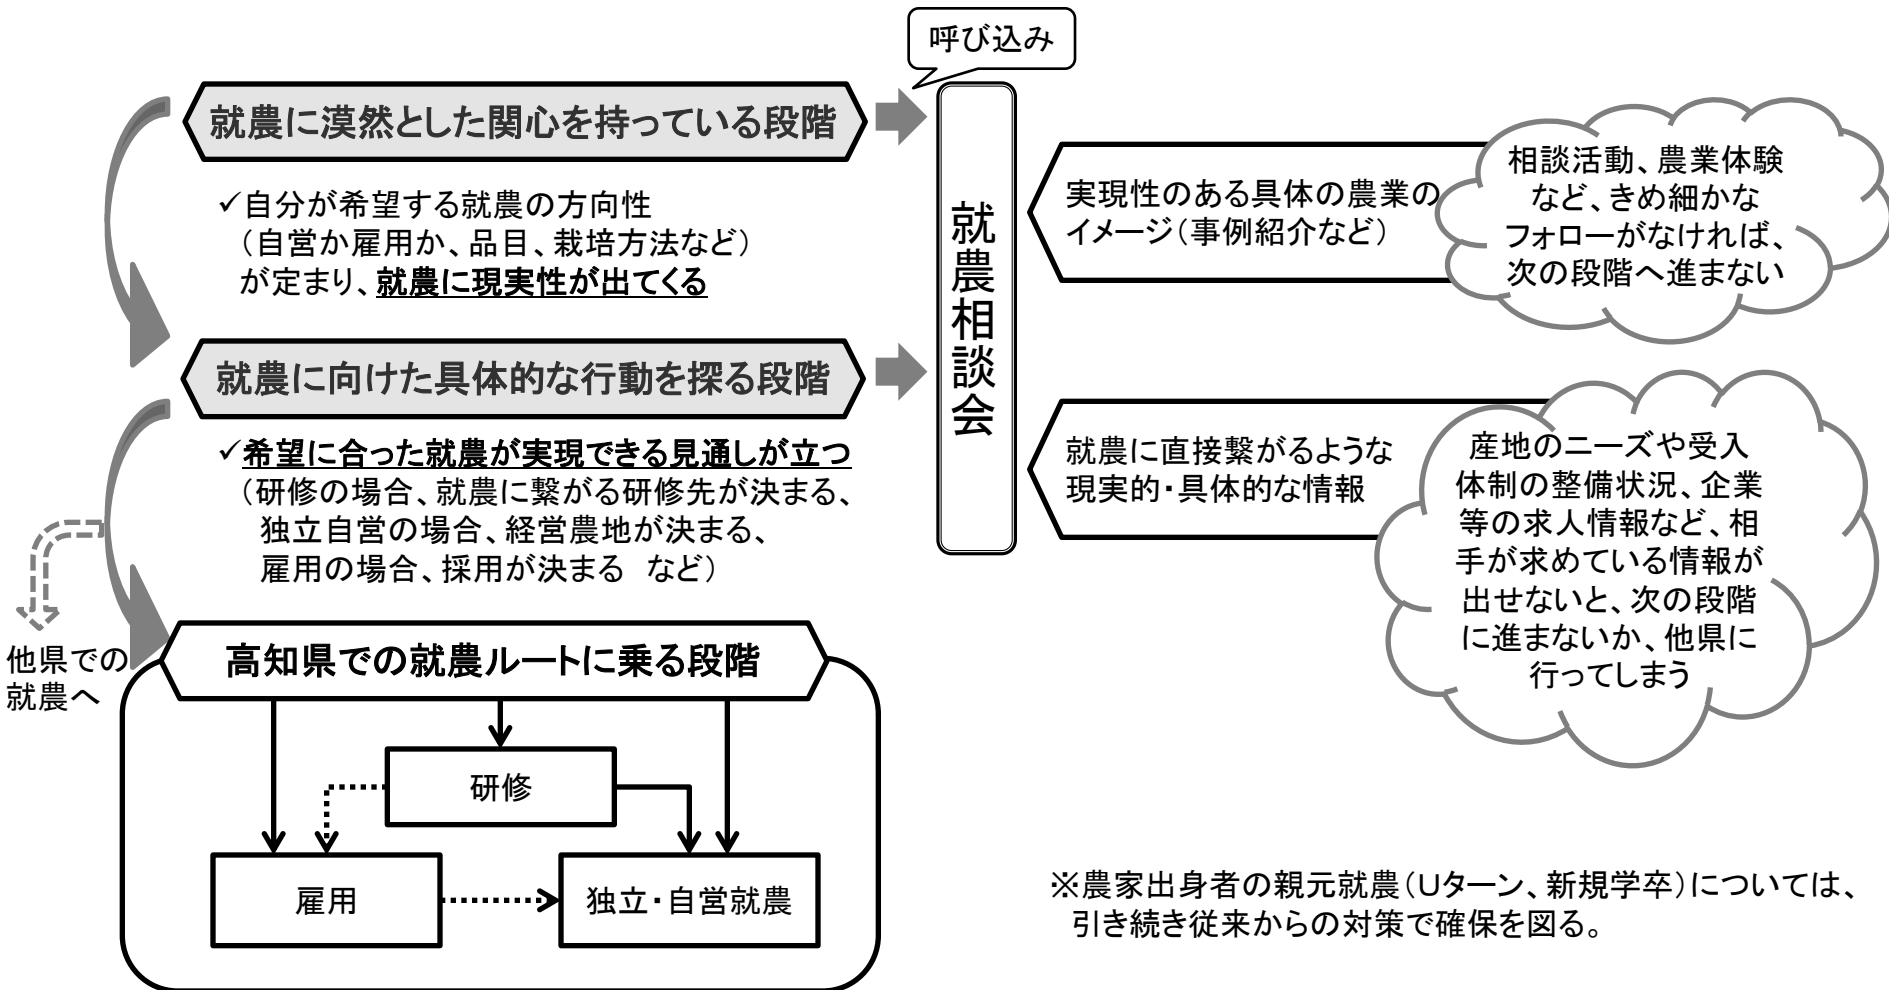 呼び込み
就農に漠然とした関心を持っている段階
✓自分が希望する就農の方向性
（自営か雇用か、品目、栽培方法など）
が定まり、就農に現実性が出てくる
就農に向けた具体的な行動を探る段階
✓希望に合った就農が実現できる見通しが立つ
（研修の場合、就農に繋がる研修先が決まる、
独立自営の場合、経営農地が決まる、
雇用の場合、採用が決まる　など）
他県での
就農へ
高知県での就農ルートに乗る段階
研修
雇用
独立・自営就農
就農相談会
実現性のある具体の農業の
イメージ（事例紹介など）
相談活動、農業体験
など、きめ細かな
フォローがなければ、
次の段階へ進まない
就農に直接繋がるような
現実的・具体的な情報
産地のニーズや受入
体制の整備状況、企業
等の求人情報など、相
手が求めている情報が
出せないと、次の段階
に進まないか、他県に
行ってしまう
※農家出身者の親元就農（Uターン、新規学卒）については、
引き続き従来からの対策で確保を図る。